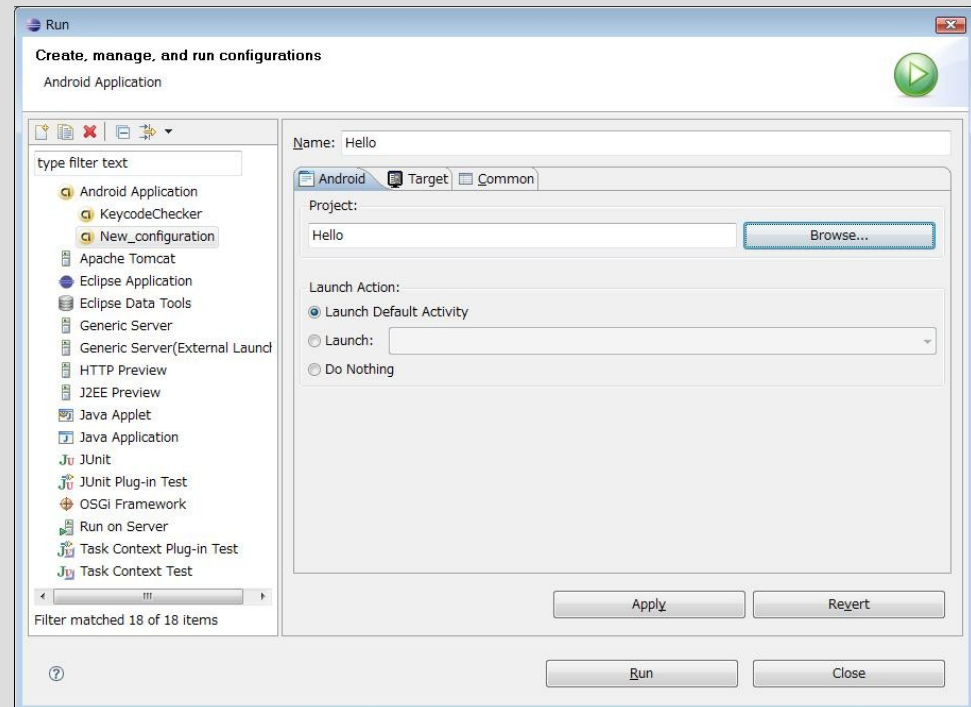 Run
Create, manage, and run configurations
Android Application
type filter text
Android Application
KeycodeChecker
New_configuration
Apache Tomcat
Eclipse Application
Eclipse Data Tools
Generic Server
Generic Server(External Launch
HTTP Preview
J2EE Preview
Java Applet
Java Application
JUnit
JUnit Plug-in Test
OSGi Framework
Run on Server
Task Context Plug-in Test
Task Context Test
Filter matched 18 of 18 items
Name: Hello
Android Target Common
Project:
Hello Browse...
Launch Action:
Launch Default Activity
Launch:
Do Nothing
Apply Revert
Run Close